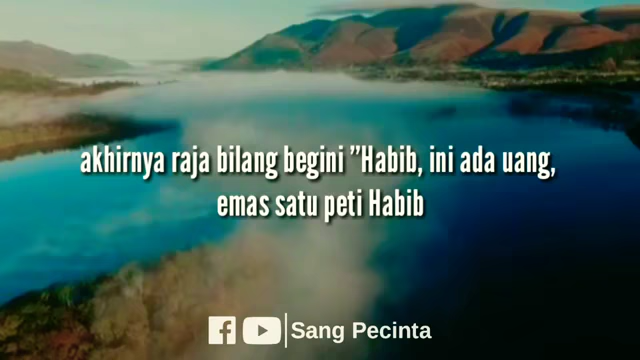 akhirnya raja bilang begini "Habib, ini ada uang,
emas satu peti Habib
Sang Pecinta